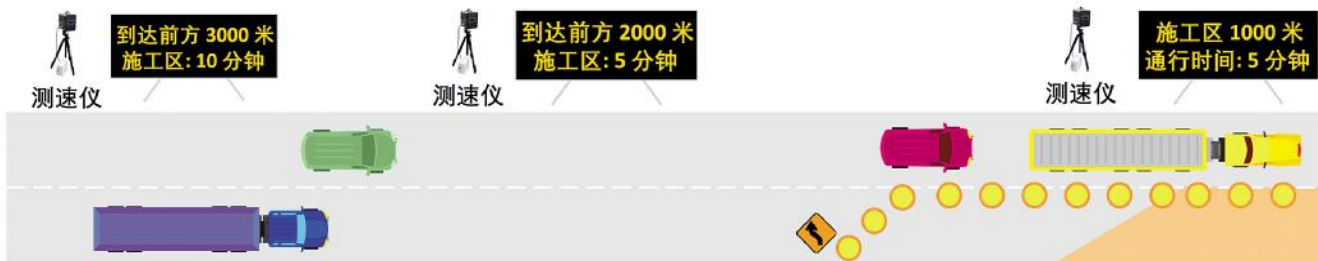 到达前方 3000 米
施工区: 10 分钟
测速仪
到达前方 2000 米
施工区: 5 分钟
测速仪
施工区 1000 米
通行时间: 5 分钟
测速仪